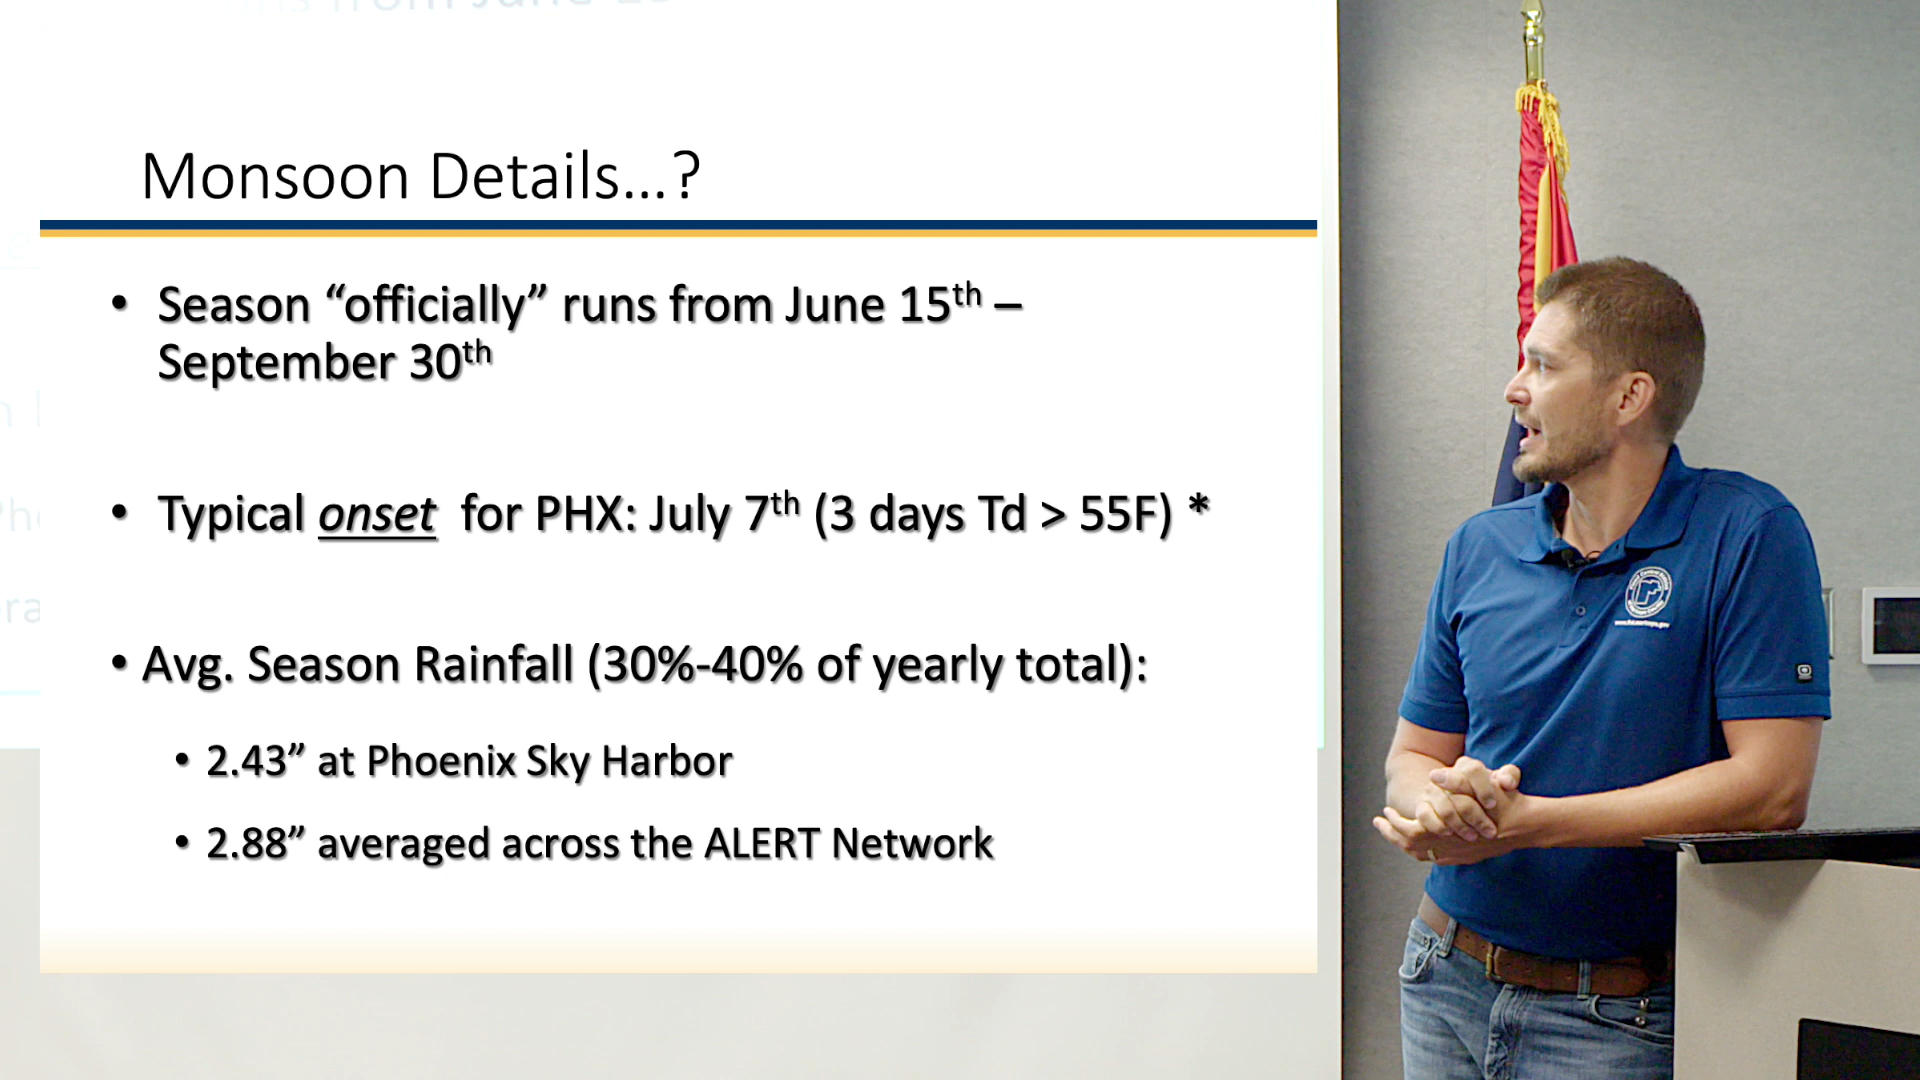 Monsoon Details...?
• Season “officially” runs from June 15th –
September 30th
• Typical onset for PHX: July 7th (3 days Td > 55F) *
• Avg. Season Rainfall (30%-40% of yearly total):
• 2.43” at Phoenix Sky Harbor
• 2.88” averaged across the ALERT Network